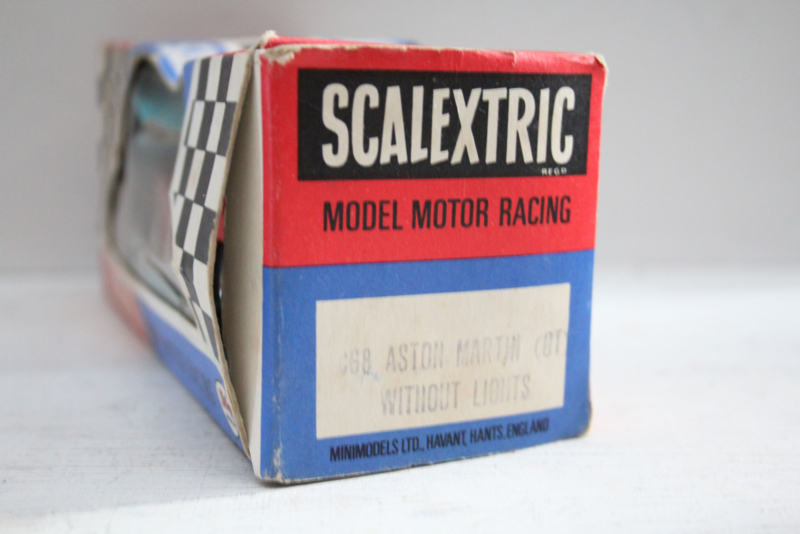 SCALEXTRIC
REGD
MODEL MOTOR RACING
C68 ASTON MARTIN (GT)
WITHOUT LIGHTS
MINIMODELS LTD., HAVANT, HANTS, ENGLAND